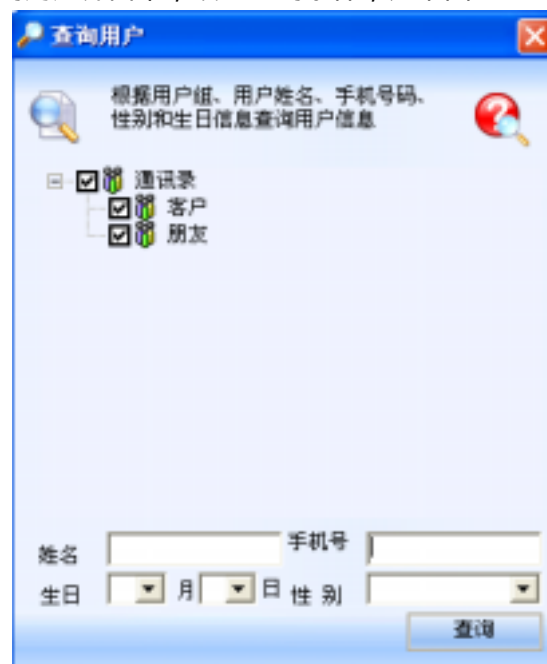 查询用户
根据用户组、用户姓名、手机号码、
性别和生日信息查询用户信息
通讯录
客户
朋友
姓名 手机号
生日 月 日 性 别
查询